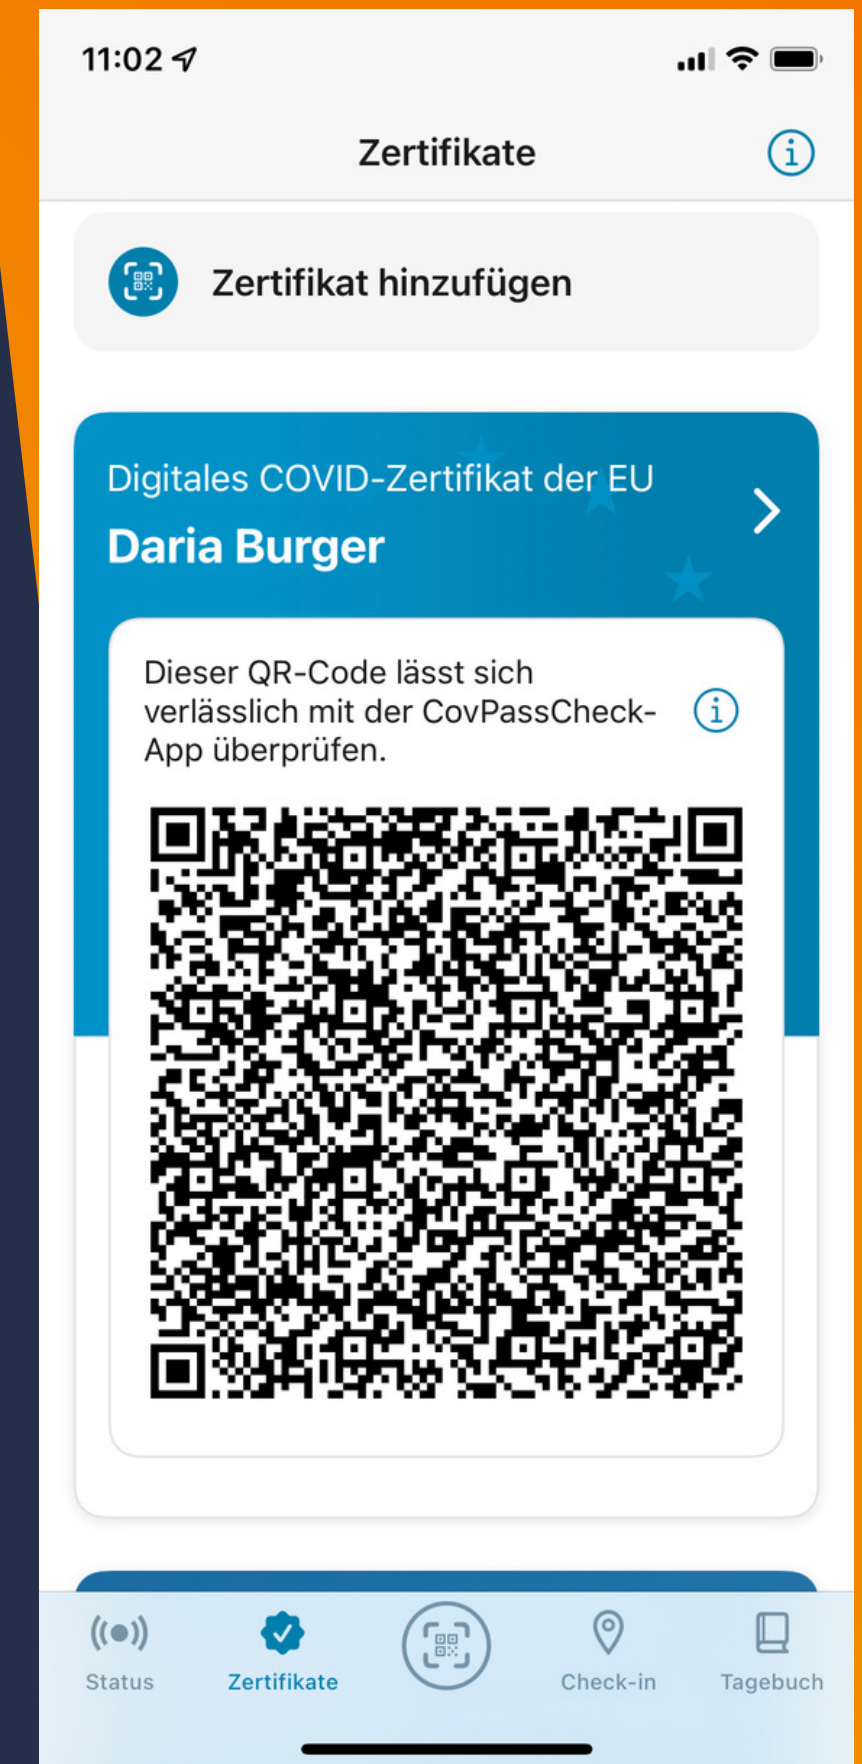 11:02
Zertifikate
Zertifikat hinzufügen
Digitales COVID-Zertifikat der EU
Daria Burger
Dieser QR-Code lässt sich
verlässlich mit der CovPassCheck-
App überprüfen.
Status
Zertifikate
Check-in
Tagebuch